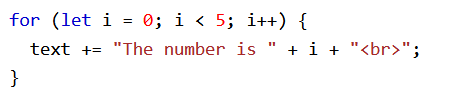 for (let i = 0; i < 5; i++) {
  text += "The number is " + i + "<br>";
}